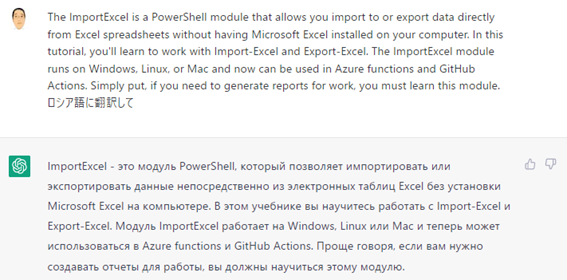 The ImportExcel is a PowerShell module that allows you import to or export data directly
from Excel spreadsheets without having Microsoft Excel installed on your computer. In this
tutorial, you'll learn to work with Import-Excel and Export-Excel. The ImportExcel module
runs on Windows, Linux, or Mac and now can be used in Azure functions and GitHub
Actions. Simply put, if you need to generate reports for work, you must learn this module.
ロシア語に翻訳して
ImportExcel - это модуль PowerShell, который позволяет импортировать или
экспортировать данные непосредственно из электронных таблиц Excel без установки
Microsoft Excel на компьютере. В этом учебнике вы научитесь работать с Import-Excel и
Export-Excel. Модуль ImportExcel работает на Windows, Linux или Mac и теперь может
использоваться в Azure functions и GitHub Actions. Проще говоря, если вам нужно
создавать отчеты для работы, вы должны научиться этому модулю.